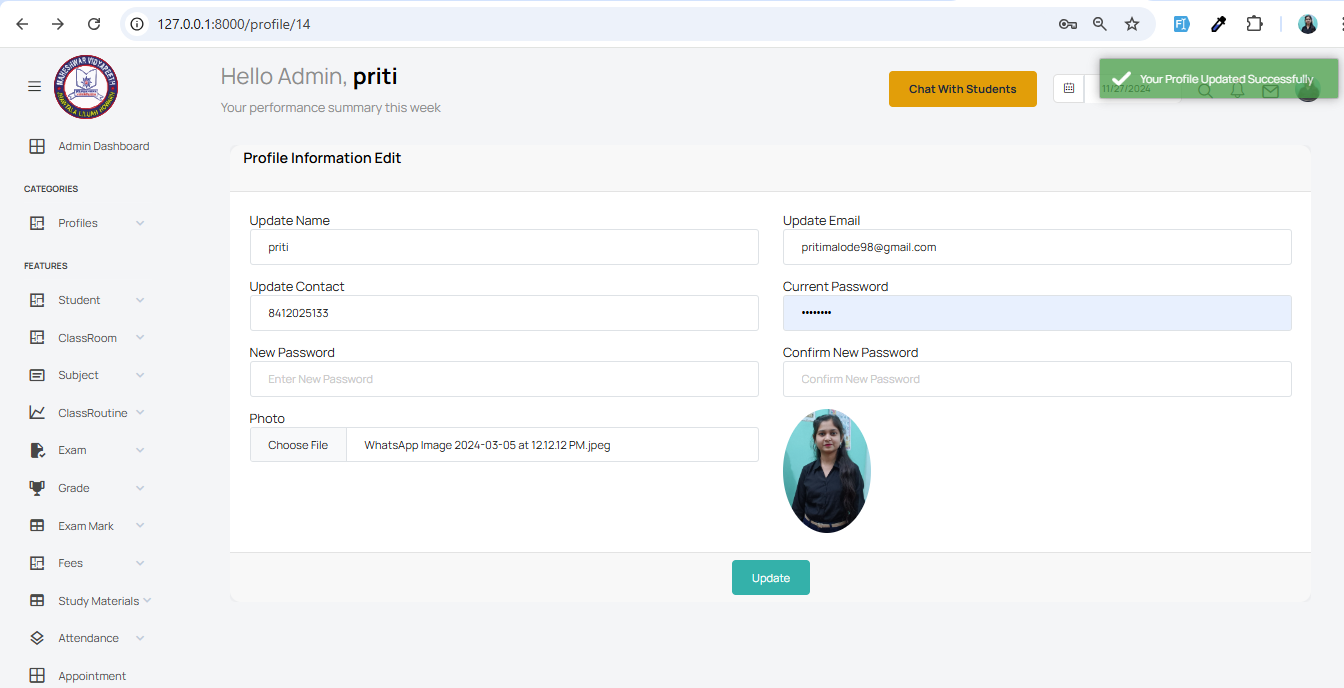 127.0.0.1:8000/profile/14
MAHESHWAR VIDYAPEETH
Hello Admin, priti
Your performance summary this week
Chat With Students
11/27/2024
Your Profile Updated Successfully
Admin Dashboard
CATEGORIES
Profiles
FEATURES
Student
ClassRoom
Subject
ClassRoutine
Exam
Grade
Exam Mark
Fees
Study Materials
Attendance
Appointment
Profile Information Edit
Update Name
priti
Update Email
pritimalode98@gmail.com
Update Contact
8412025133
Current Password
••••••••
New Password
Enter New Password
Confirm New Password
Confirm New Password
Photo
Choose File WhatsApp Image 2024-03-05 at 12.12.12 PM.jpeg
Update